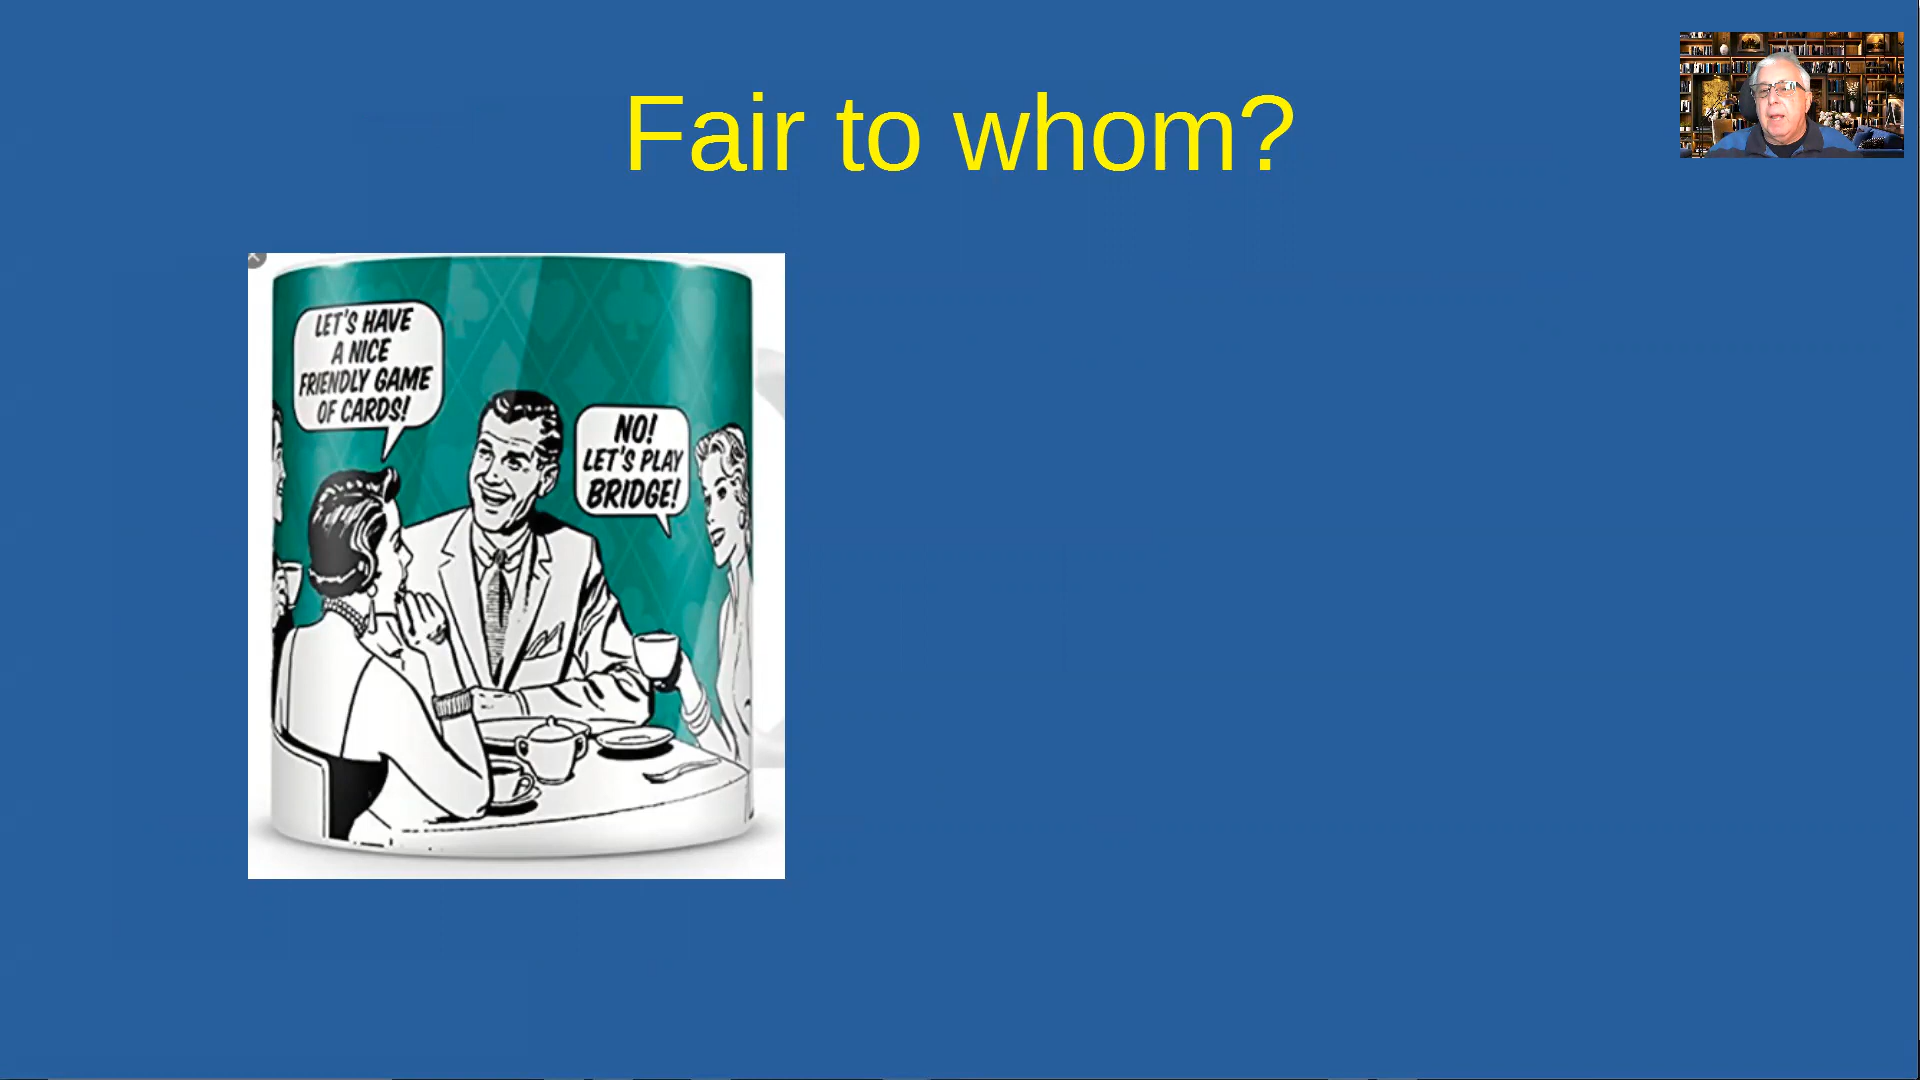 Fair to whom?
LET'S HAVE
A NICE
FRIENDLY GAME
OF CARDS!
NO!
LET'S PLAY
BRIDGE!